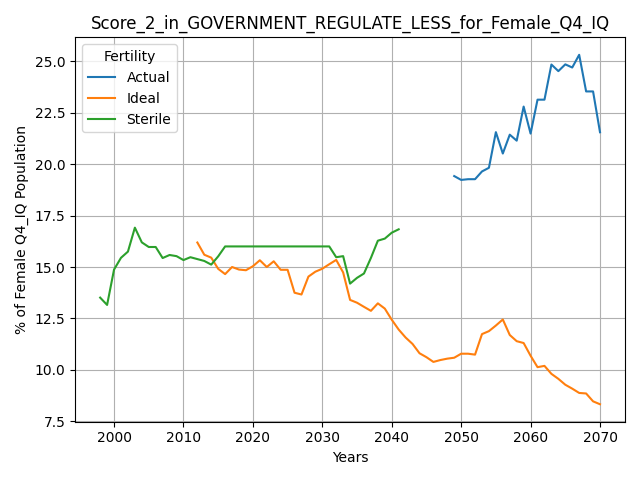 Score_2_in_GOVERNMENT_REGULATE_LESS_for_Female_Q4_IQ
Fertility
Actual
Ideal
Sterile
% of Female Q4_IQ Population
25.0
22.5
20.0
17.5
15.0
12.5
10.0
7.5
2000 2010 2020 2030 2040 2050 2060 2070
Years